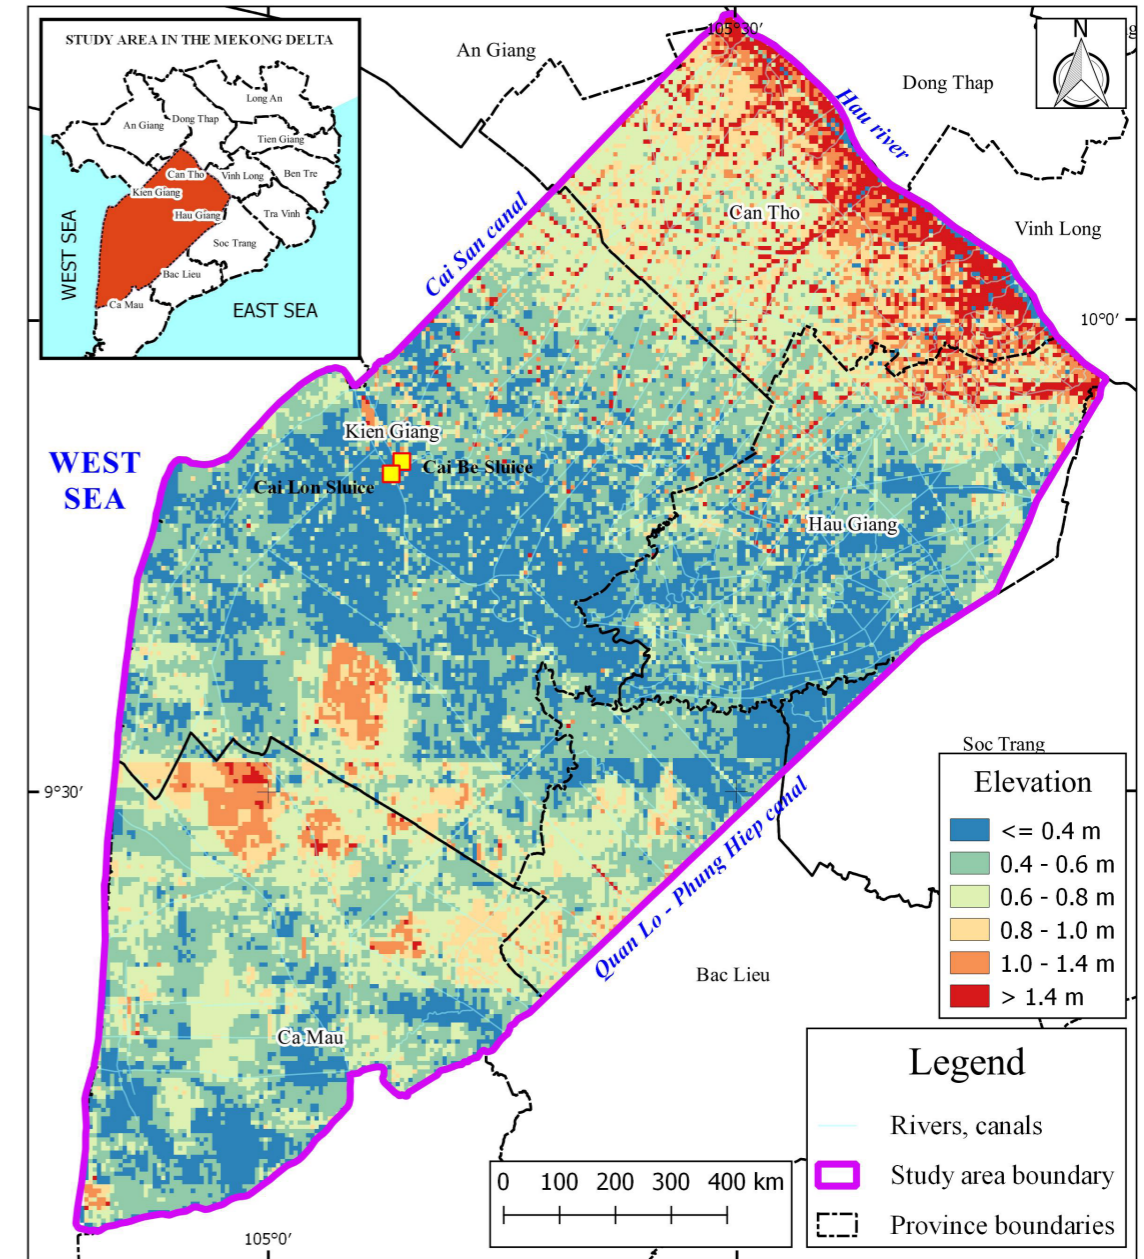 STUDY AREA IN THE MEKONG DELTA
Long An
An Giang
Dong Thap
Tien Giang
Can Tho
Vinh Long
Ben Tre
Kien Giang
Hau Giang
Tra Vinh
Soc Trang
Bac Lieu
Ca Mau
WEST SEA
EAST SEA
105°30'
An Giang
N
Dong Thap
Hau river
Can Tho
Vinh Long
Cai San canal
10°0'
Kien Giang
WEST
SEA
Cai Be Sluice
Cai Lon Sluice
Hau Giang
Soc Trang
9°30'
Quan Lo - Phung Hiep canal
Bac Lieu
Ca Mau
Elevation
<= 0.4 m
0.4 - 0.6 m
0.6 - 0.8 m
0.8 - 1.0 m
1.0 - 1.4 m
> 1.4 m
Legend
Rivers, canals
Study area boundary
Province boundaries
0 100 200 300 400 km
105°0'